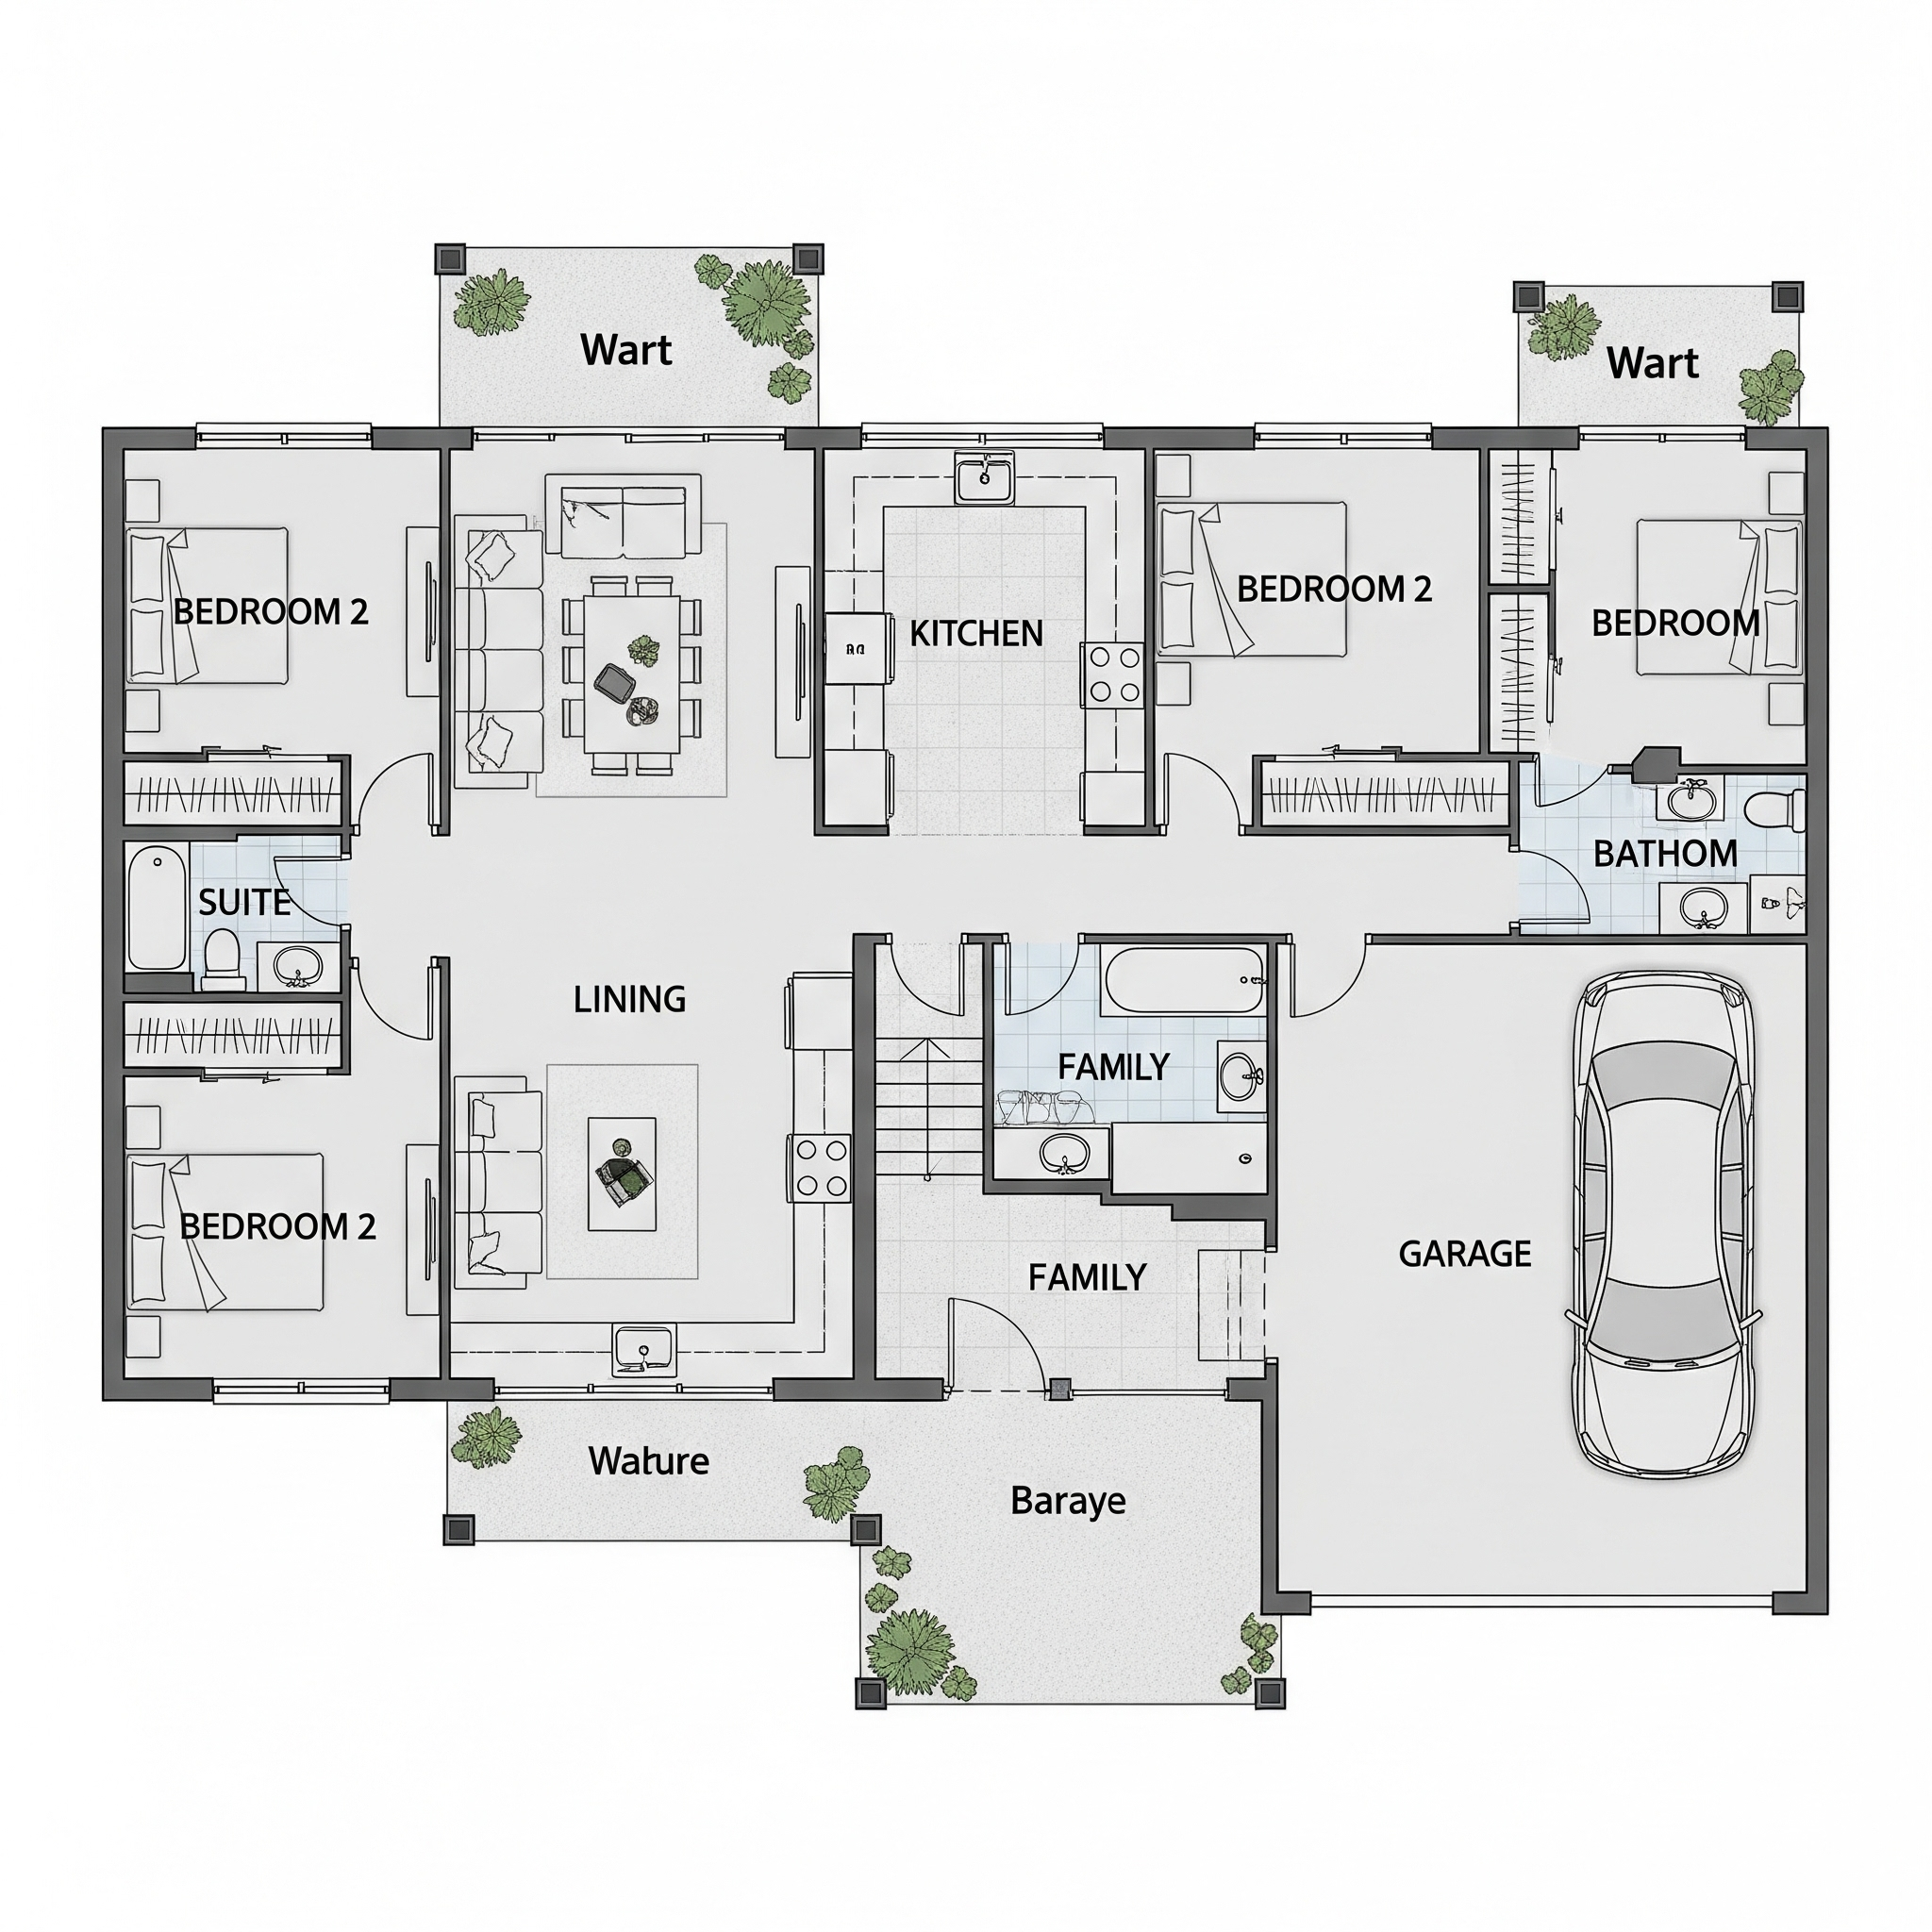 Wart
Wart
BEDROOM 2
KITCHEN
BEDROOM 2
BEDROOM
SUITE
BATHOM
LINING
FAMILY
BEDROOM 2
FAMILY
GARAGE
Wature
Baraye